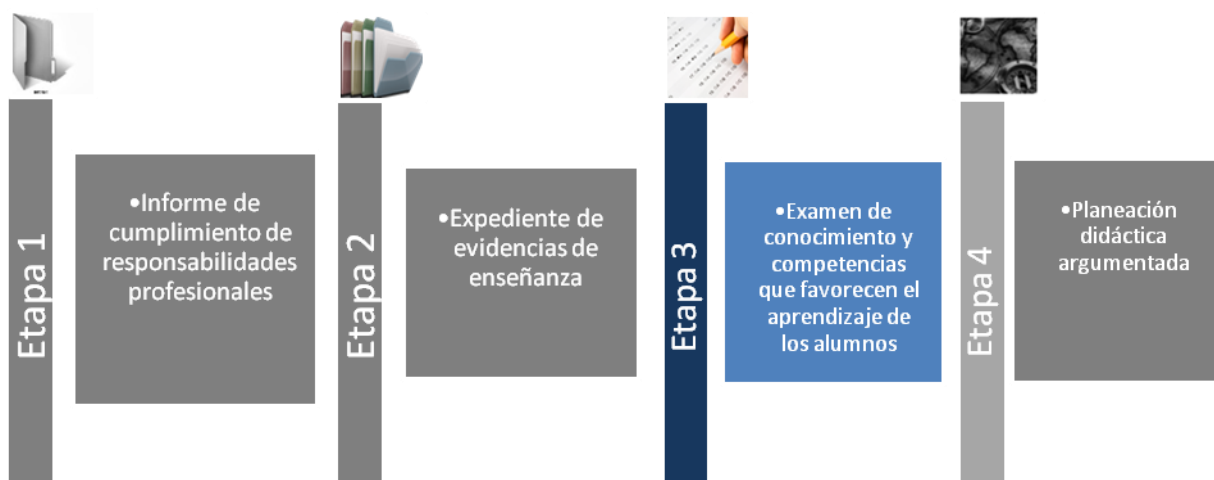 Etapa 1
•Informe de
cumplimiento de
responsabilidades
profesionales
Etapa 2
•Expediente de
evidencias de
enseñanza
Etapa 3
•Examen de
conocimiento y
competencias
que favorecen el
aprendizaje de
los alumnos
Etapa 4
•Planeación
didáctica
argumentada